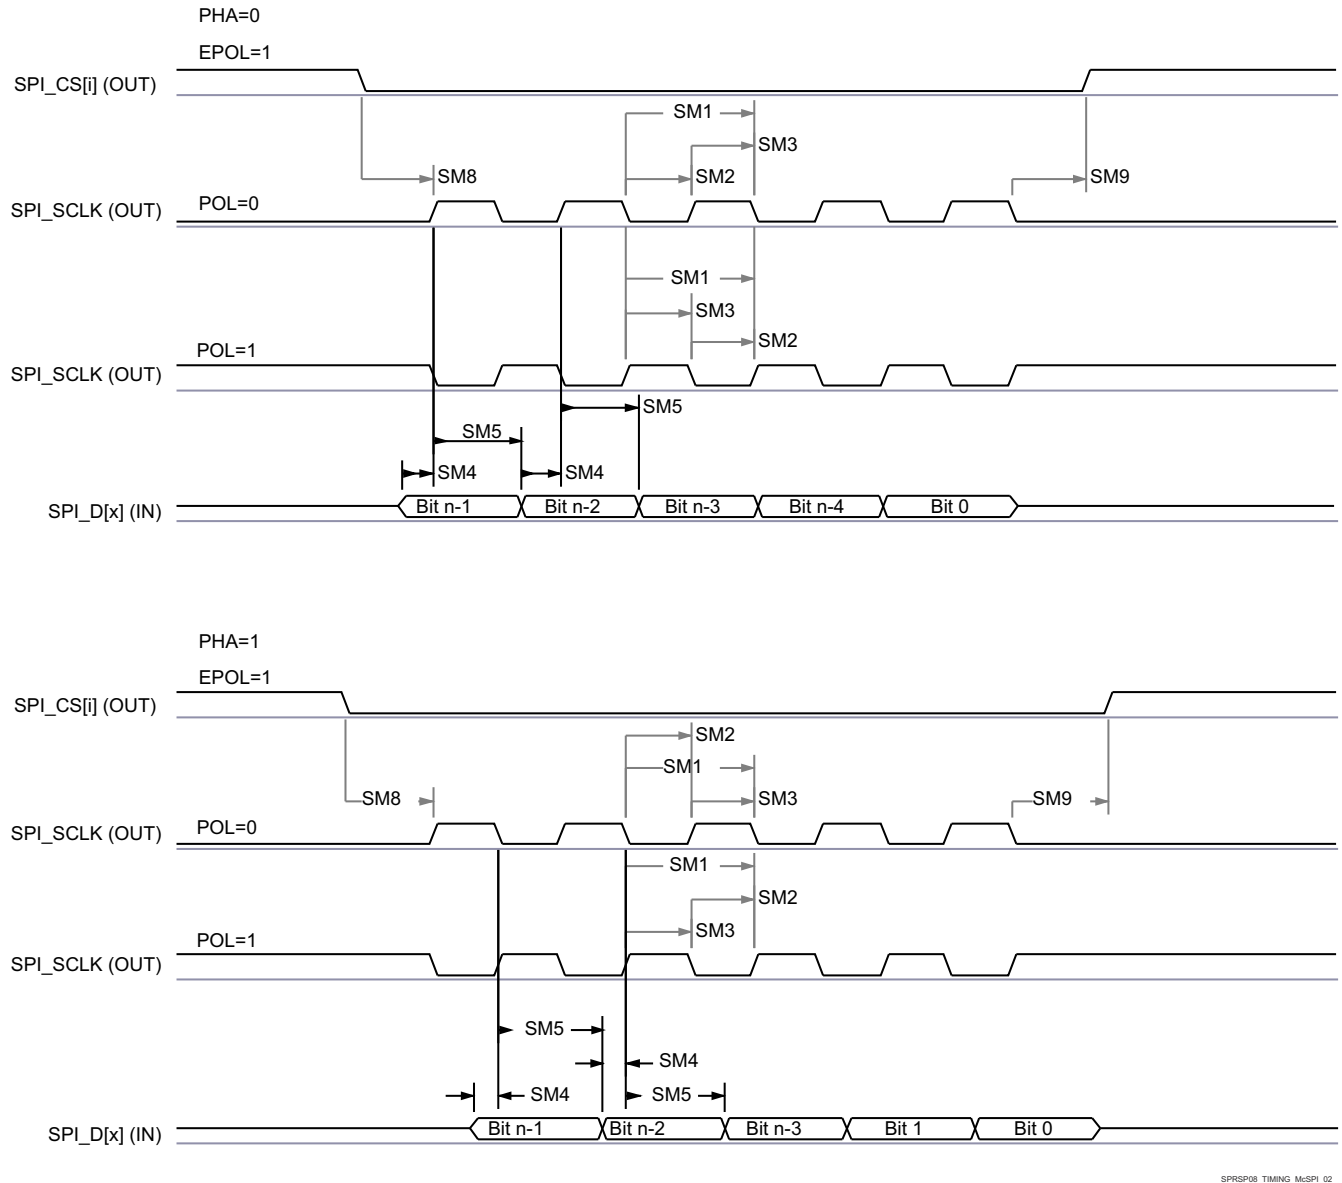 PHA=0
EPOL=1
SPI_CS[i] (OUT)
SM1
SM3
SM8
SM2
SM9
SPI_SCLK (OUT)
POL=0
SM1
SM3
SM2
POL=1
SPI_SCLK (OUT)
SM5
SM5
SM4
SM4
SPI_D[x] (IN)
Bit n-1
Bit n-2
Bit n-3
Bit n-4
Bit 0
PHA=1
EPOL=1
SPI_CS[i] (OUT)
SM2
SM1
SM8
SM3
SM9
SPI_SCLK (OUT)
POL=0
SM1
SM2
SM3
POL=1
SPI_SCLK (OUT)
SM5
SM4
SM4
SM5
SPI_D[x] (IN)
Bit n-1
Bit n-2
Bit n-3
Bit 1
Bit 0
SPRSP08_TIMING_McSPI_02